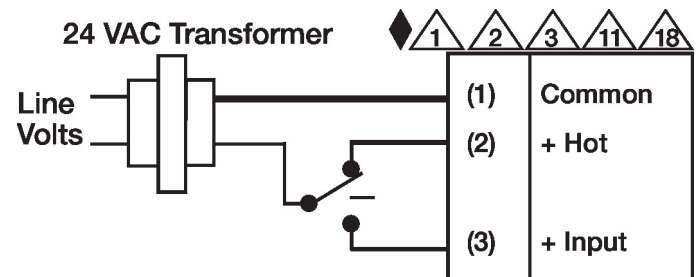 24 VAC Transformer
1 2 3 11 18
Line
Volts
(1) Common
(2) + Hot
(3) + Input